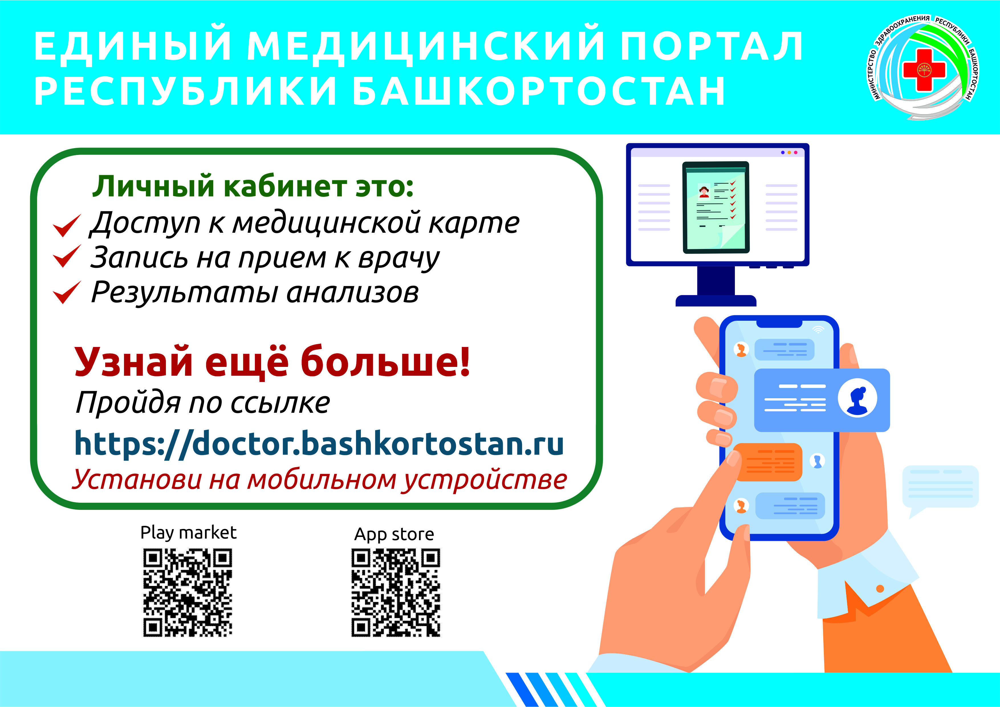 ЕДИНЫЙ МЕДИЦИНСКИЙ ПОРТАЛ
РЕСПУБЛИКИ БАШКОРТОСТАН
МИНИСТЕРСТВО ЗДРАВООХРАНЕНИЯ РЕСПУБЛИКИ БАШКОРТОСТАН
Личный кабинет это:
Доступ к медицинской карте
Запись на прием к врачу
Результаты анализов
Узнай ещё больше!
Пройдя по ссылке
https://doctor.bashkortostan.ru
Установи на мобильном устройстве
Play market
App store